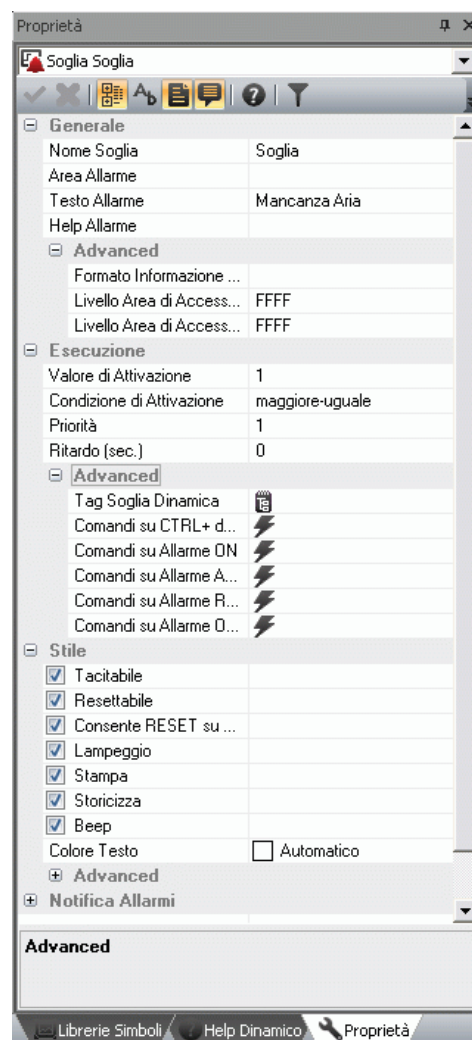 Proprietà
Soglia Soglia
Generale
Nome Soglia Soglia
Area Allarme
Testo Allarme Mancanza Aria
Help Allarme
Advanced
Formato Informazione ...
Livello Area di Access... FFFF
Livello Area di Access... FFFF
Esecuzione
Valore di Attivazione 1
Condizione di Attivazione maggiore-uguale
Priorità 1
Ritardo (sec.) 0
Advanced
Tag Soglia Dinamica
Comandi su CTRL+ d...
Comandi su Allarme ON
Comandi su Allarme A...
Comandi su Allarme R...
Comandi su Allarme O...
Stile
Tacitabile
Resettabile
Consente RESET su ...
Lampeggio
Stampa
Storicizza
Beep
Colore Testo Automatico
Advanced
Notifica Allarmi
Advanced
Librerie Simboli Help Dinamico Proprietà